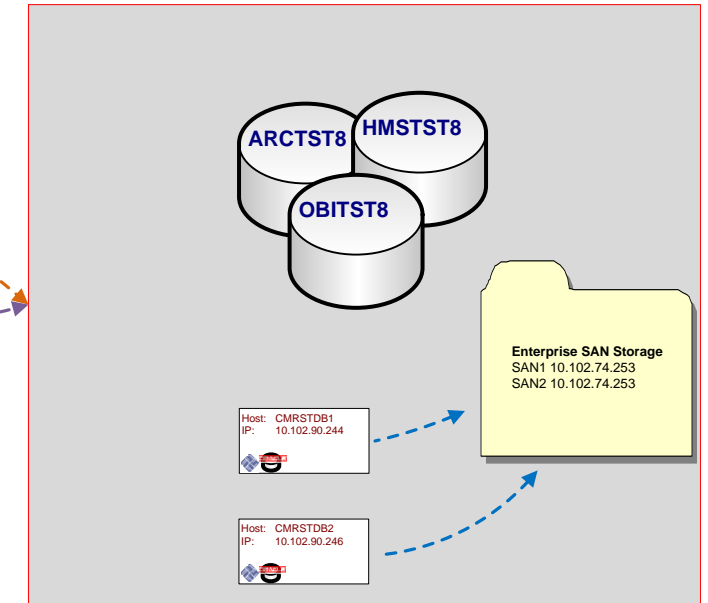 ARCTST8
HMSTST8
OBITST8
Enterprise SAN Storage
SAN1 10.102.74.253
SAN2 10.102.74.253
Host: CMRSTDB1
IP: 10.102.90.244
Host: CMRSTDB2
IP: 10.102.90.246